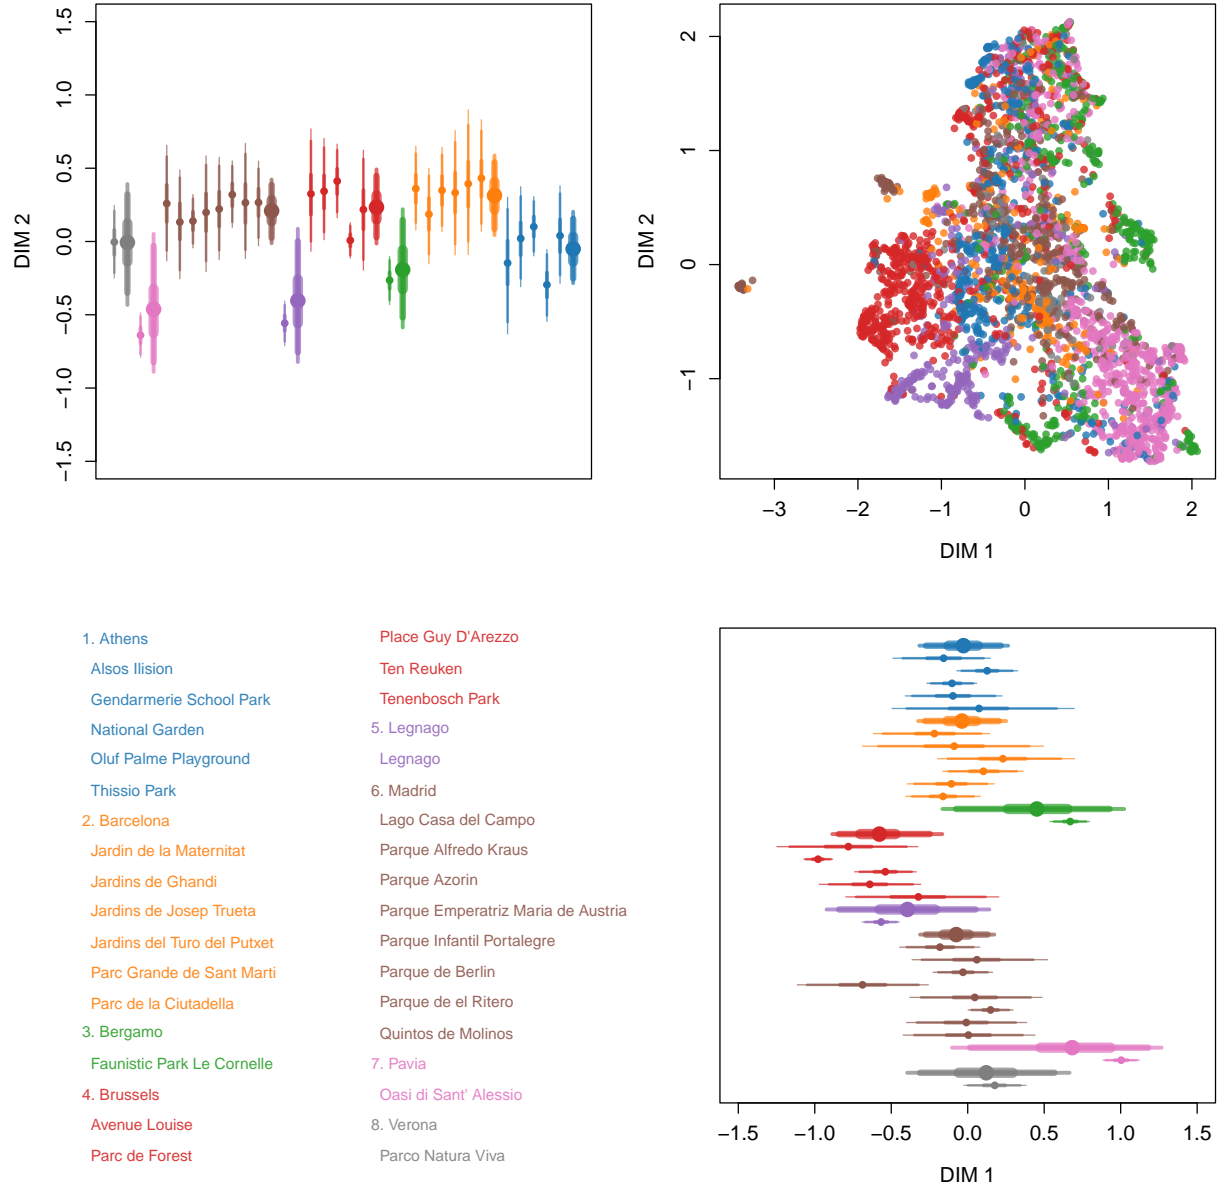 1.5
1.0
0.5
0.0
−0.5
−1.0
−1.5
DIM 2
2
1
0
−1
DIM 2
−3 −2 −1 0 1 2
DIM 1
1. Athens
Alsos Ilision
Gendarmerie School Park
National Garden
Oluf Palme Playground
Thissio Park
2. Barcelona
Jardin de la Maternitat
Jardins de Ghandi
Jardins de Josep Trueta
Jardins del Turo del Putxet
Parc Grande de Sant Marti
Parc de la Ciutadella
3. Bergamo
Faunistic Park Le Cornelle
4. Brussels
Avenue Louise
Parc de Forest
Place Guy D'Arezzo
Ten Reuken
Tenenbosch Park
5. Legnago
Legnago
6. Madrid
Lago Casa del Campo
Parque Alfredo Kraus
Parque Azorin
Parque Emperatriz Maria de Austria
Parque Infantil Portalegre
Parque de Berlin
Parque de el Ritero
Quintos de Molinos
7. Pavia
Oasi di Sant' Alessio
8. Verona
Parco Natura Viva
−1.5 −1.0 −0.5 0.0 0.5 1.0 1.5
DIM 1